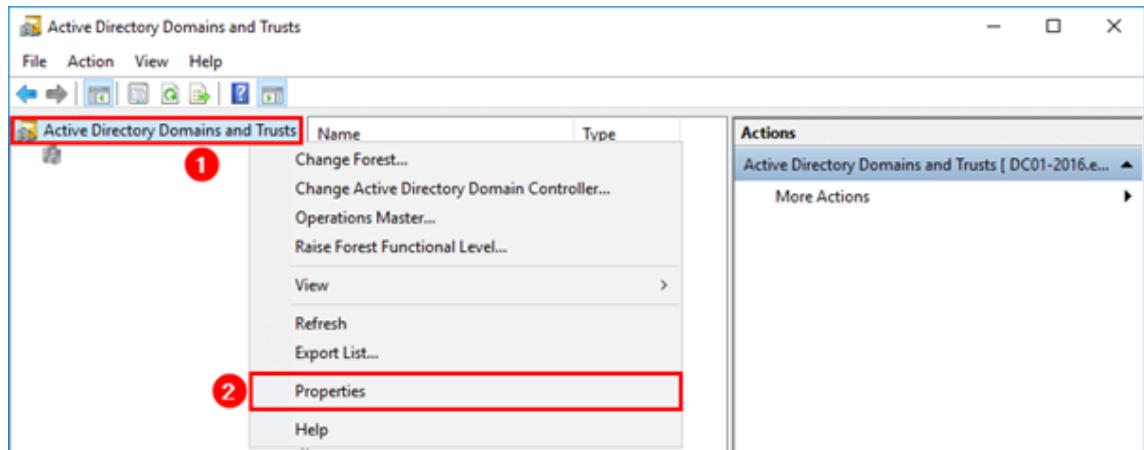 Active Directory Domains and Trusts
File Action View Help
Active Directory Domains and Trusts
Name Type
1
Change Forest...
Change Active Directory Domain Controller...
Operations Master...
Raise Forest Functional Level...
View
Refresh
Export List...
2
Properties
Help
Actions
Active Directory Domains and Trusts [ DC01-2016.e...
More Actions